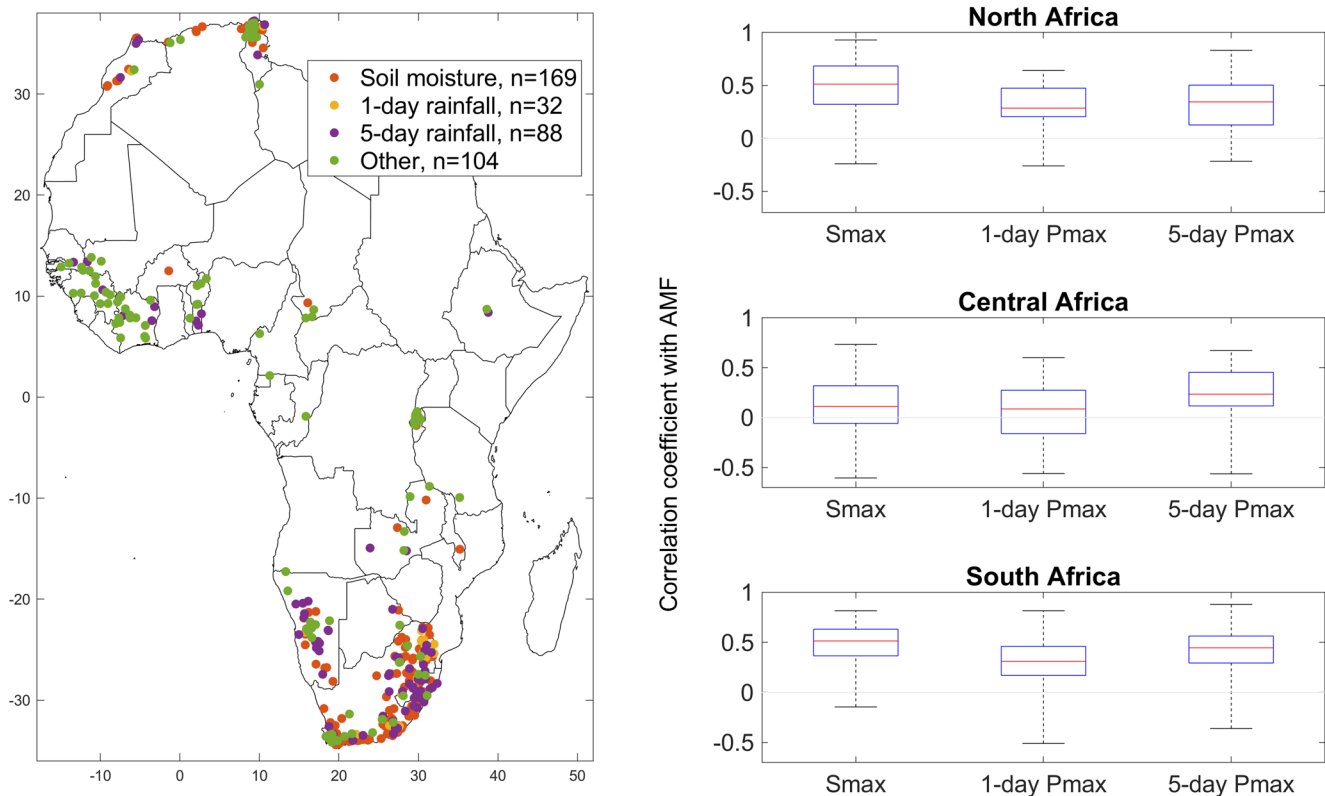 30
20
10
0
-10
-20
-30
-10
0
10
20
30
40
50
Soil moisture, n=169
1-day rainfall, n=32
5-day rainfall, n=88
Other, n=104
Correlation coefficient with AMF
North Africa
1
0.5
0
-0.5
Smax
1-day Pmax
5-day Pmax
Central Africa
1
0.5
0
-0.5
Smax
1-day Pmax
5-day Pmax
South Africa
1
0.5
0
-0.5
Smax
1-day Pmax
5-day Pmax